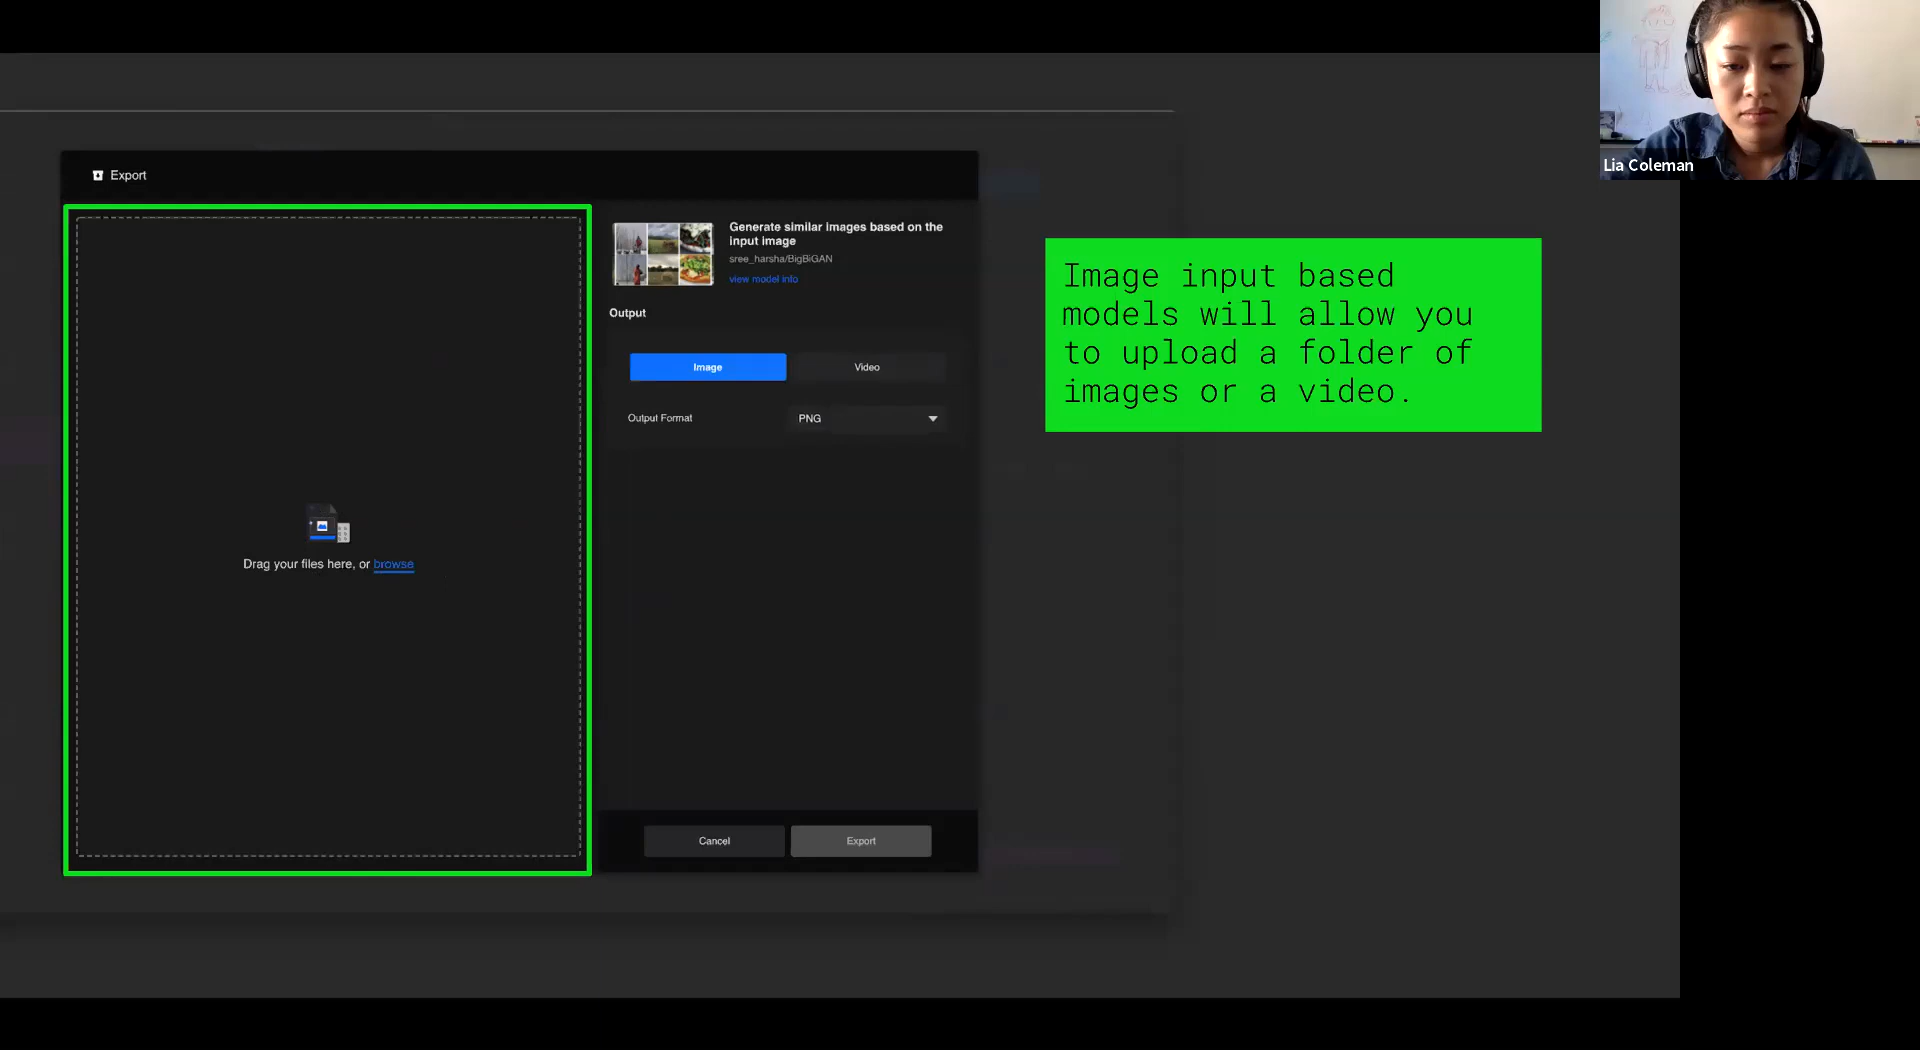 Lia Coleman
Export
Generate similar images based on the
input image
sree_harsha/BigBiGAN
view model info
Output
Image
Video
Output Format
PNG
Drag your files here, or browse
Cancel
Export
Image input based
models will allow you
to upload a folder of
images or a video.